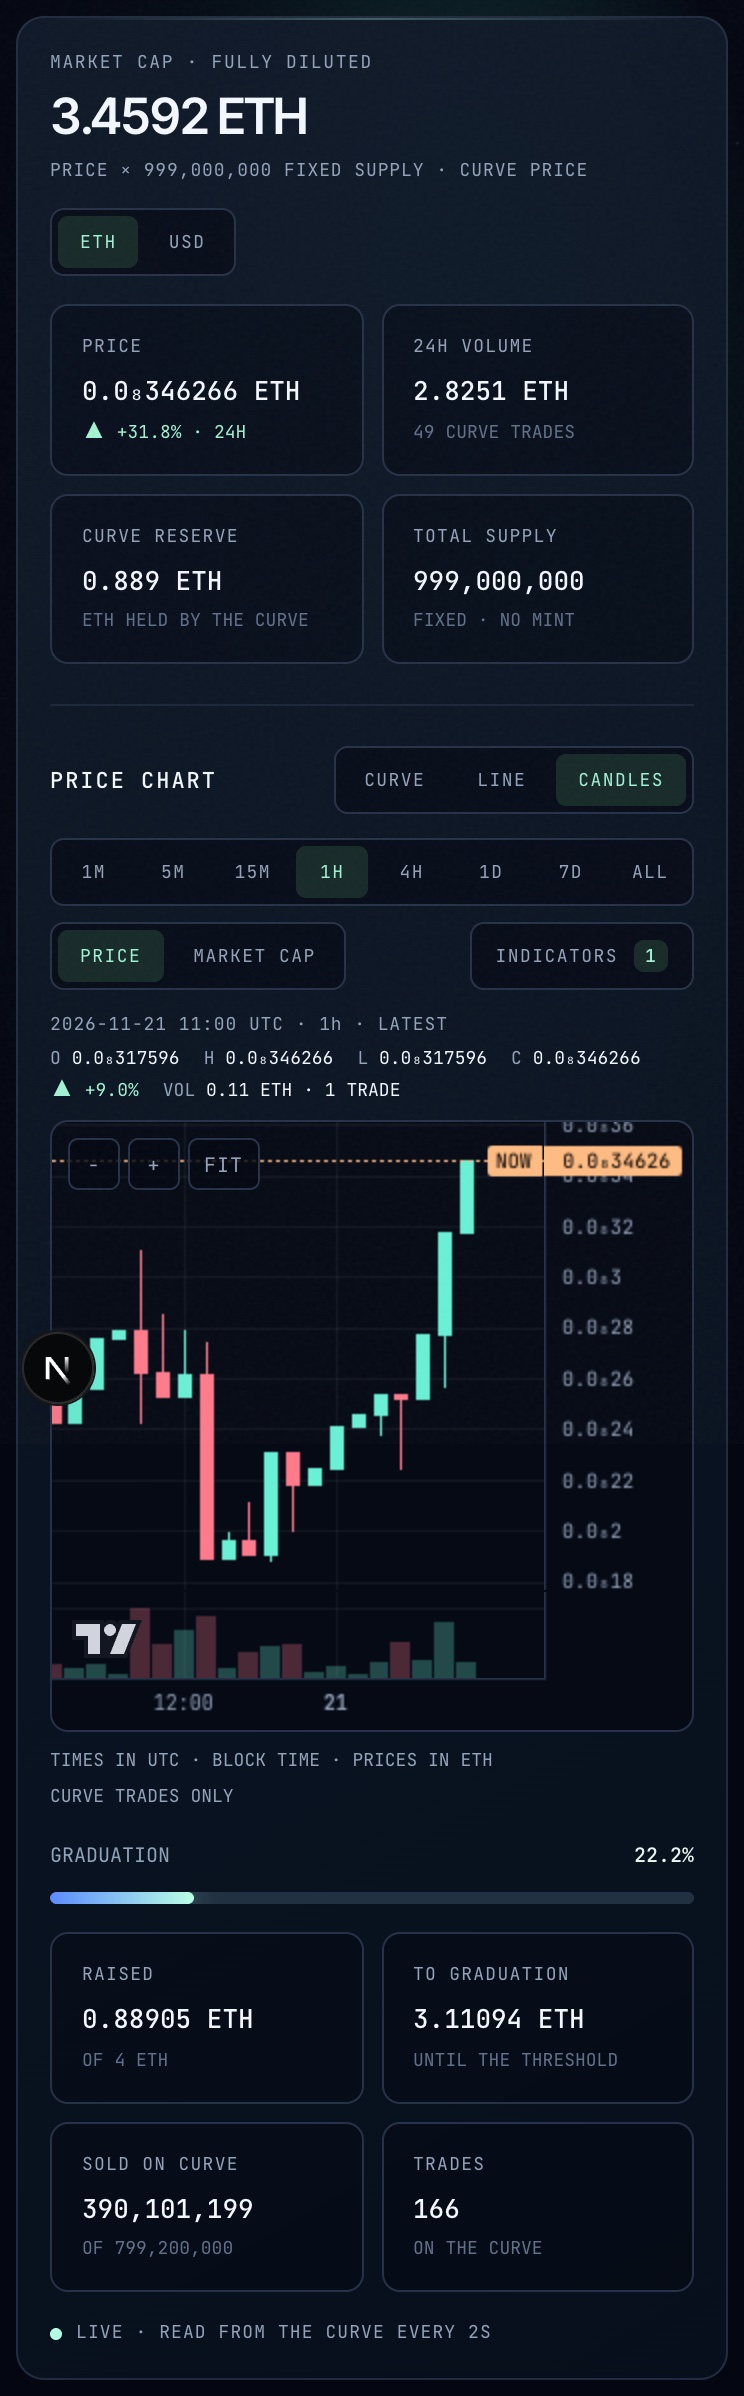 MARKET CAP · FULLY DILUTED
3.4592 ETH
PRICE × 999,000,000 FIXED SUPPLY · CURVE PRICE
ETH USD
PRICE
0.0₈346266 ETH
▲ +31.8% · 24H
24H VOLUME
2.8251 ETH
49 CURVE TRADES
CURVE RESERVE
0.889 ETH
ETH HELD BY THE CURVE
TOTAL SUPPLY
999,000,000
FIXED · NO MINT
PRICE CHART
CURVE LINE CANDLES
1M 5M 15M 1H 4H 1D 7D ALL
PRICE MARKET CAP
INDICATORS 1
2026-11-21 11:00 UTC · 1h · LATEST
O 0.0₈317596 H 0.0₈346266 L 0.0₈317596 C 0.0₈346266
▲ +9.0% VOL 0.11 ETH · 1 TRADE
- + FIT
0.0₈36
NOW 0.0₈34626
0.0₈34
0.0₈32
0.0₈3
0.0₈28
N
0.0₈26
0.0₈24
0.0₈22
0.0₈2
0.0₈18
12:00 21
TIMES IN UTC · BLOCK TIME · PRICES IN ETH
CURVE TRADES ONLY
GRADUATION 22.2%
RAISED
0.88905 ETH
OF 4 ETH
TO GRADUATION
3.11094 ETH
UNTIL THE THRESHOLD
SOLD ON CURVE
390,101,199
OF 799,200,000
TRADES
166
ON THE CURVE
LIVE · READ FROM THE CURVE EVERY 2S